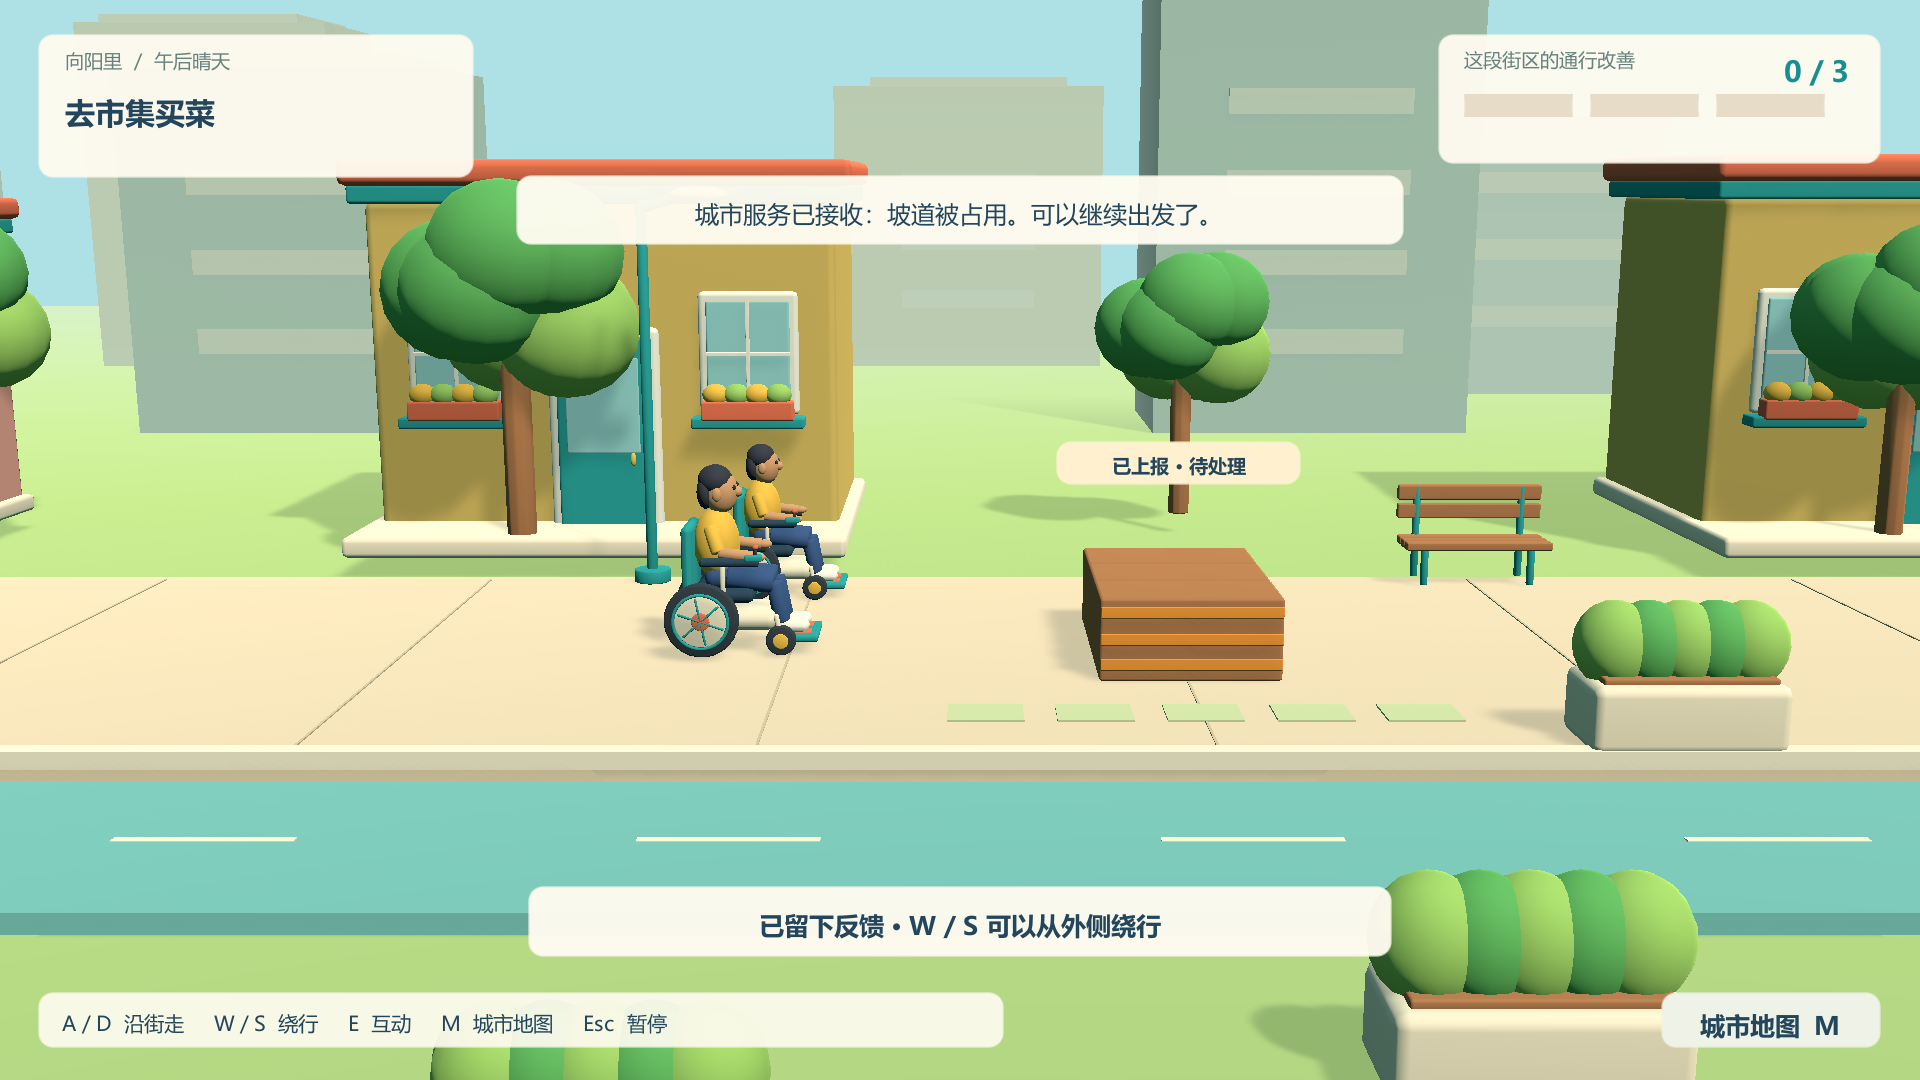 向阳里 / 午后晴天
去市集买菜
这段街区的通行改善
0 / 3
城市服务已接收：坡道被占用。可以继续出发了。
已上报·待处理
已留下反馈·W / S 可以从外侧绕行
A / D 沿街走 W / S 绕行 E 互动 M 城市地图 Esc 暂停
城市地图 M